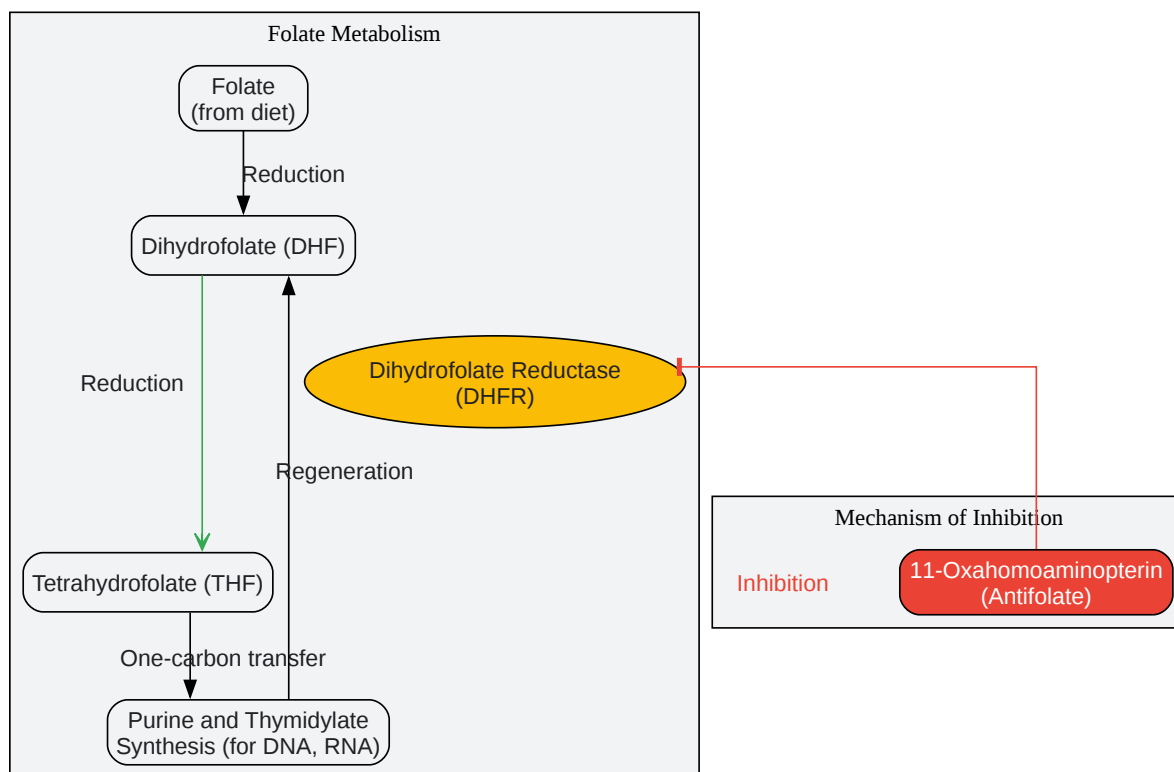 Folate Metabolism
Folate
(from diet)
Reduction
Dihydrofolate (DHF)
Dihydrofolate Reductase
(DHFR)
Reduction
Regeneration
Tetrahydrofolate (THF)
One-carbon transfer
Purine and Thymidylate
Synthesis (for DNA, RNA)
Mechanism of Inhibition
Inhibition
11-Oxahomoaminopterin
(Antifolate)